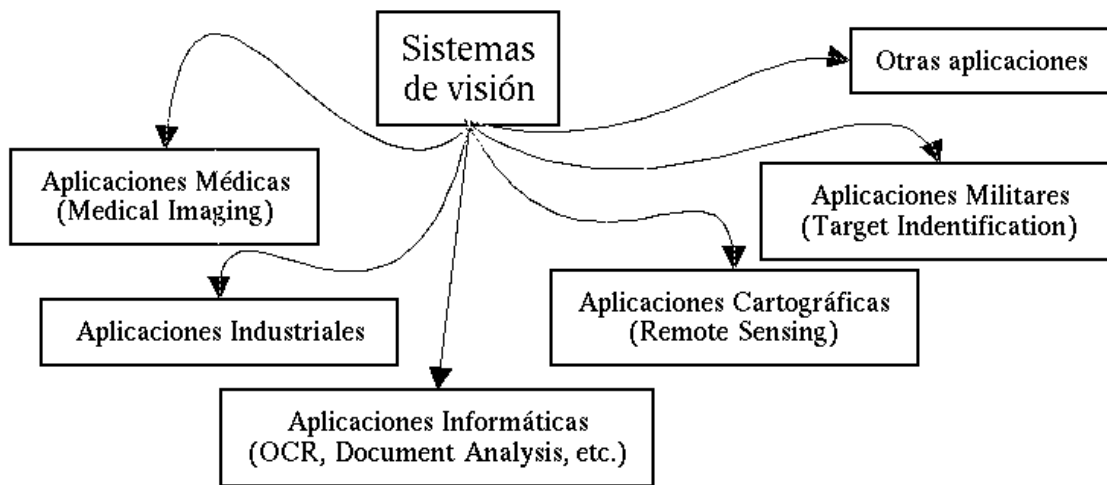 Sistemas
de visión
Otras aplicaciones
Aplicaciones Médicas
(Medical Imaging)
Aplicaciones Militares
(Target Indentification)
Aplicaciones Industriales
Aplicaciones Cartográficas
(Remote Sensing)
Aplicaciones Informáticas
(OCR, Document Analysis, etc.)